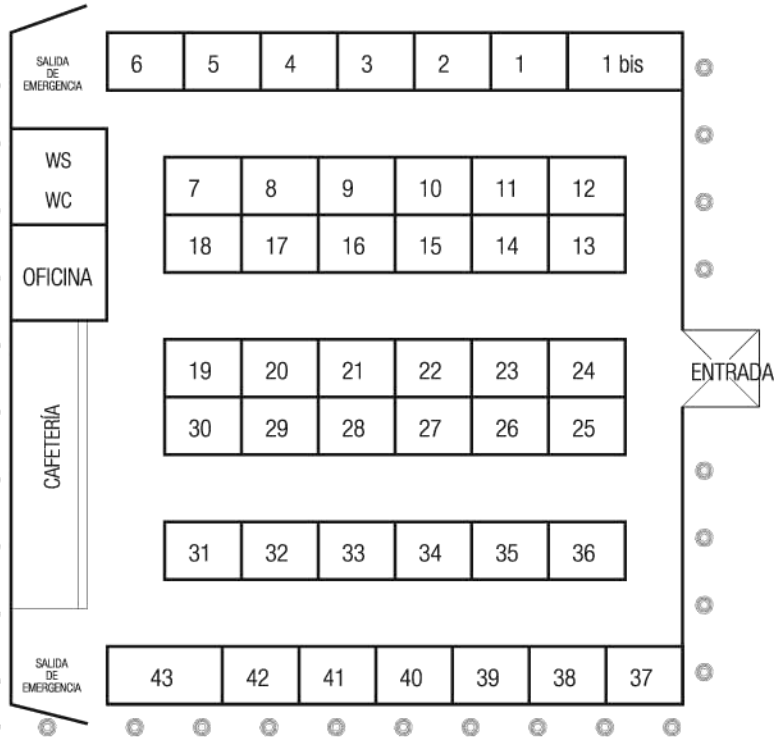 SALIDA
DE
EMERGENCIA
6 5 4 3 2 1 1 bis
WS
WC
7 8 9 10 11 12
18 17 16 15 14 13
OFICINA
19 20 21 22 23 24
ENTRADA
30 29 28 27 26 25
CAFETERÍA
31 32 33 34 35 36
SALIDA
DE
EMERGENCIA
43 42 41 40 39 38 37